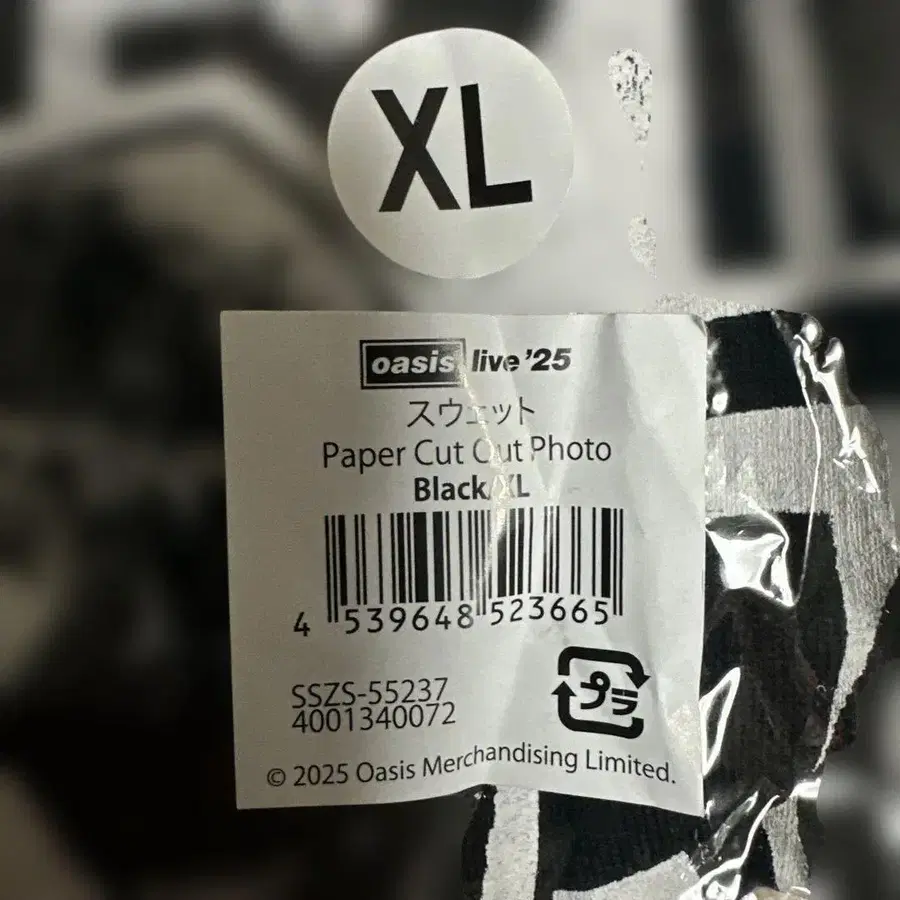 XL
oasis live '25
スウェット
Paper Cut Out Photo
Black/XL
4 539648 523665
SSZS-55237
4001340072
プラ
© 2025 Oasis Merchandising Limited.